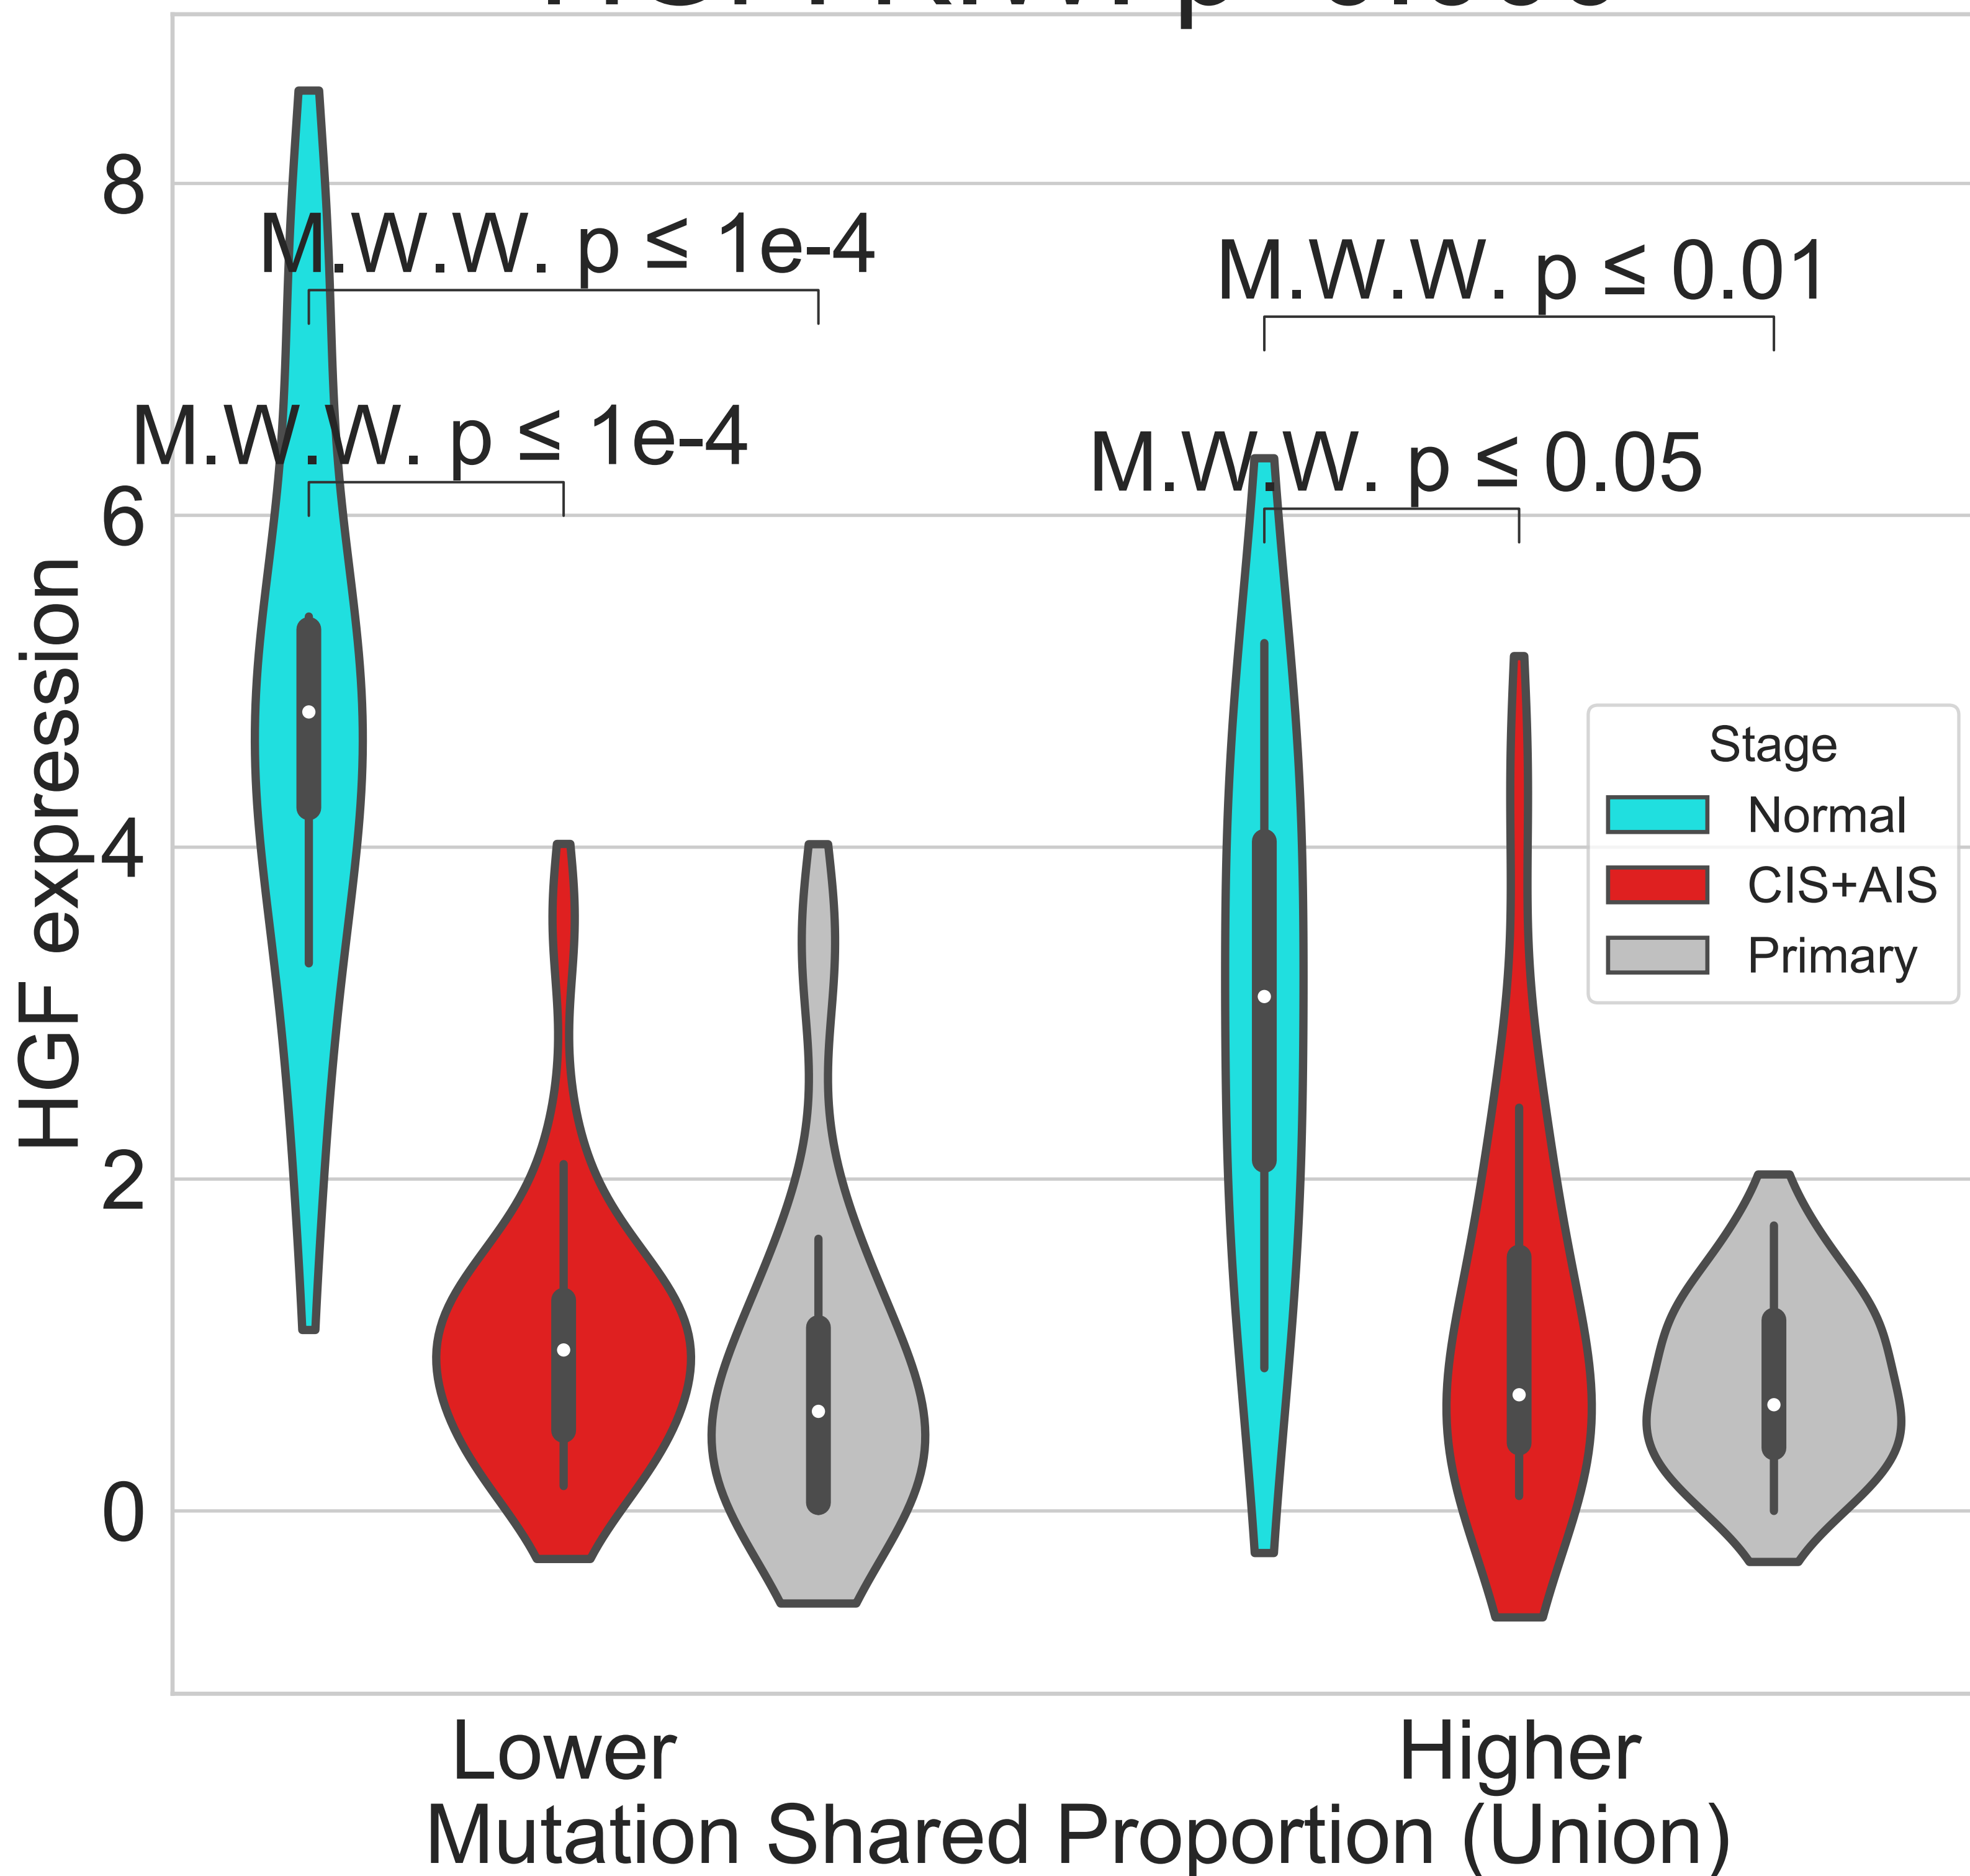 8
6
4
2
0
HGF expression
M.W.W. p ≤ 1e-4
M.W.W. p ≤ 0.01
M.W.W. p ≤ 1e-4
M.W.W. p ≤ 0.05
Stage
Normal
CIS+AIS
Primary
Lower
Higher
Mutation Shared Proportion (Union)